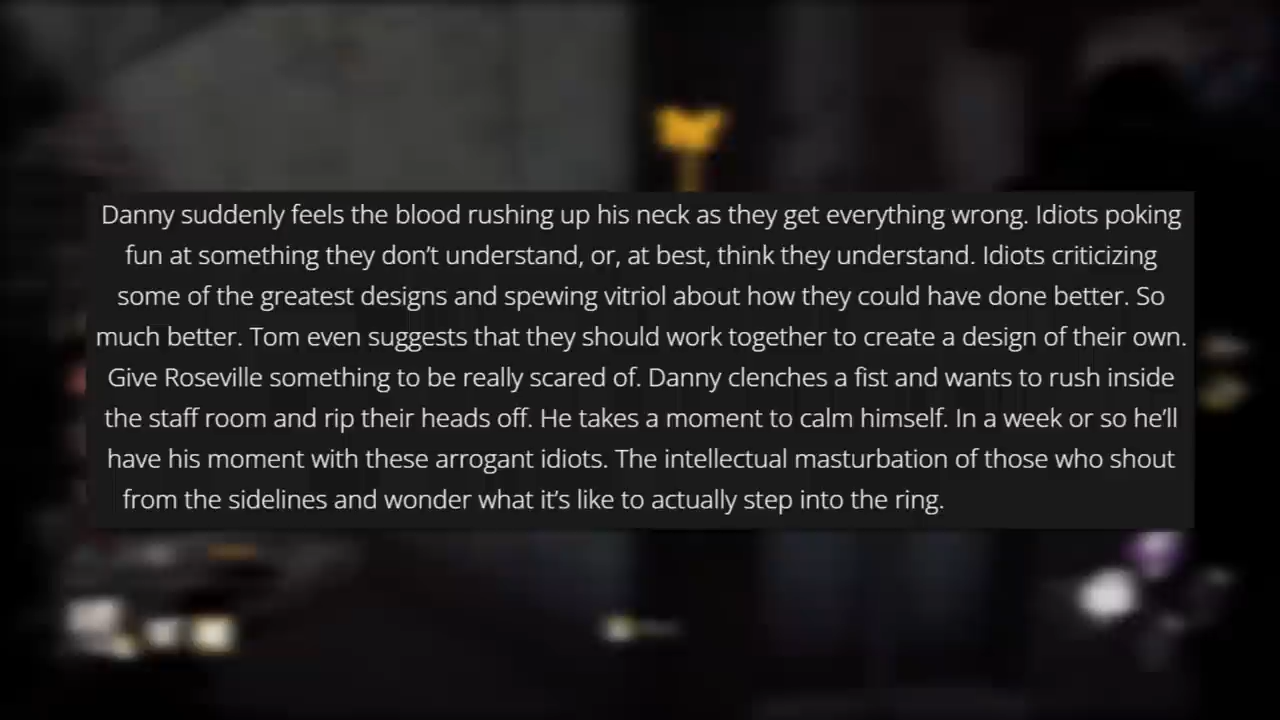 Danny suddenly feels the blood rushing up his neck as they get everything wrong. Idiots poking
fun at something they don’t understand, or, at best, think they understand. Idiots criticizing
some of the greatest designs and spewing vitriol about how they could have done better. So
much better. Tom even suggests that they should work together to create a design of their own.
Give Roseville something to be really scared of. Danny clenches a fist and wants to rush inside
the staff room and rip their heads off. He takes a moment to calm himself. In a week or so he’ll
have his moment with these arrogant idiots. The intellectual masturbation of those who shout
from the sidelines and wonder what it’s like to actually step into the ring.